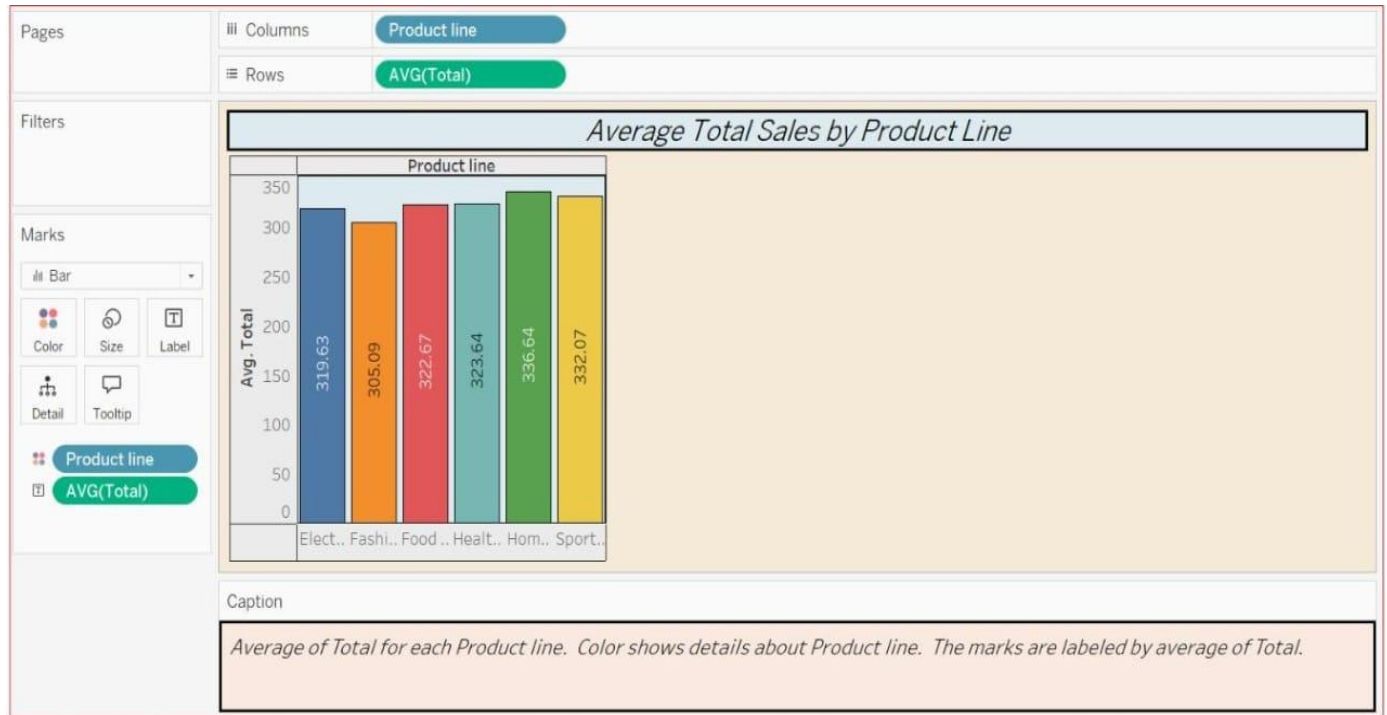 Pages
Columns
Product line
Rows
AVG(Total)
Filters
Average Total Sales by Product Line
Product line
350
300
250
200
150
100
50
0
Avg. Total
319.63
305.09
322.67
323.64
336.64
332.07
Elect.. Fashi.. Food .. Healt.. Hom.. Sport..
Marks
Bar
Color Size Label
Detail Tooltip
Product line
AVG(Total)
Caption
Average of Total for each Product line. Color shows details about Product line. The marks are labeled by average of Total.